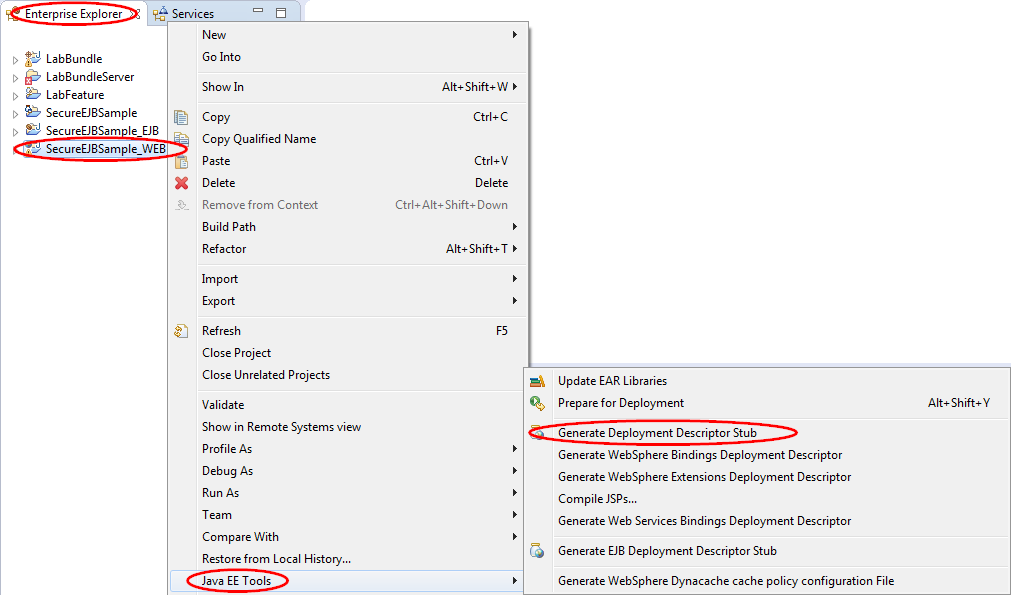 Enterprise Explorer
Services
LabBundle
LabBundleServer
LabFeature
SecureEJBSample
SecureEJBSample_EJB
SecureEJBSample_WEB
New
Go Into
Show In Alt+Shift+W
Copy Ctrl+C
Copy Qualified Name
Paste Ctrl+V
Delete Delete
Remove from Context Ctrl+Alt+Shift+Down
Build Path
Refactor Alt+Shift+T
Import
Export
Refresh F5
Close Project
Close Unrelated Projects
Validate
Show in Remote Systems view
Profile As
Debug As
Run As
Team
Compare With
Restore from Local History...
Java EE Tools
Update EAR Libraries
Prepare for Deployment Alt+Shift+Y
Generate Deployment Descriptor Stub
Generate WebSphere Bindings Deployment Descriptor
Generate WebSphere Extensions Deployment Descriptor
Compile JSPs...
Generate Web Services Bindings Deployment Descriptor
Generate EJB Deployment Descriptor Stub
Generate WebSphere Dynacache cache policy configuration File